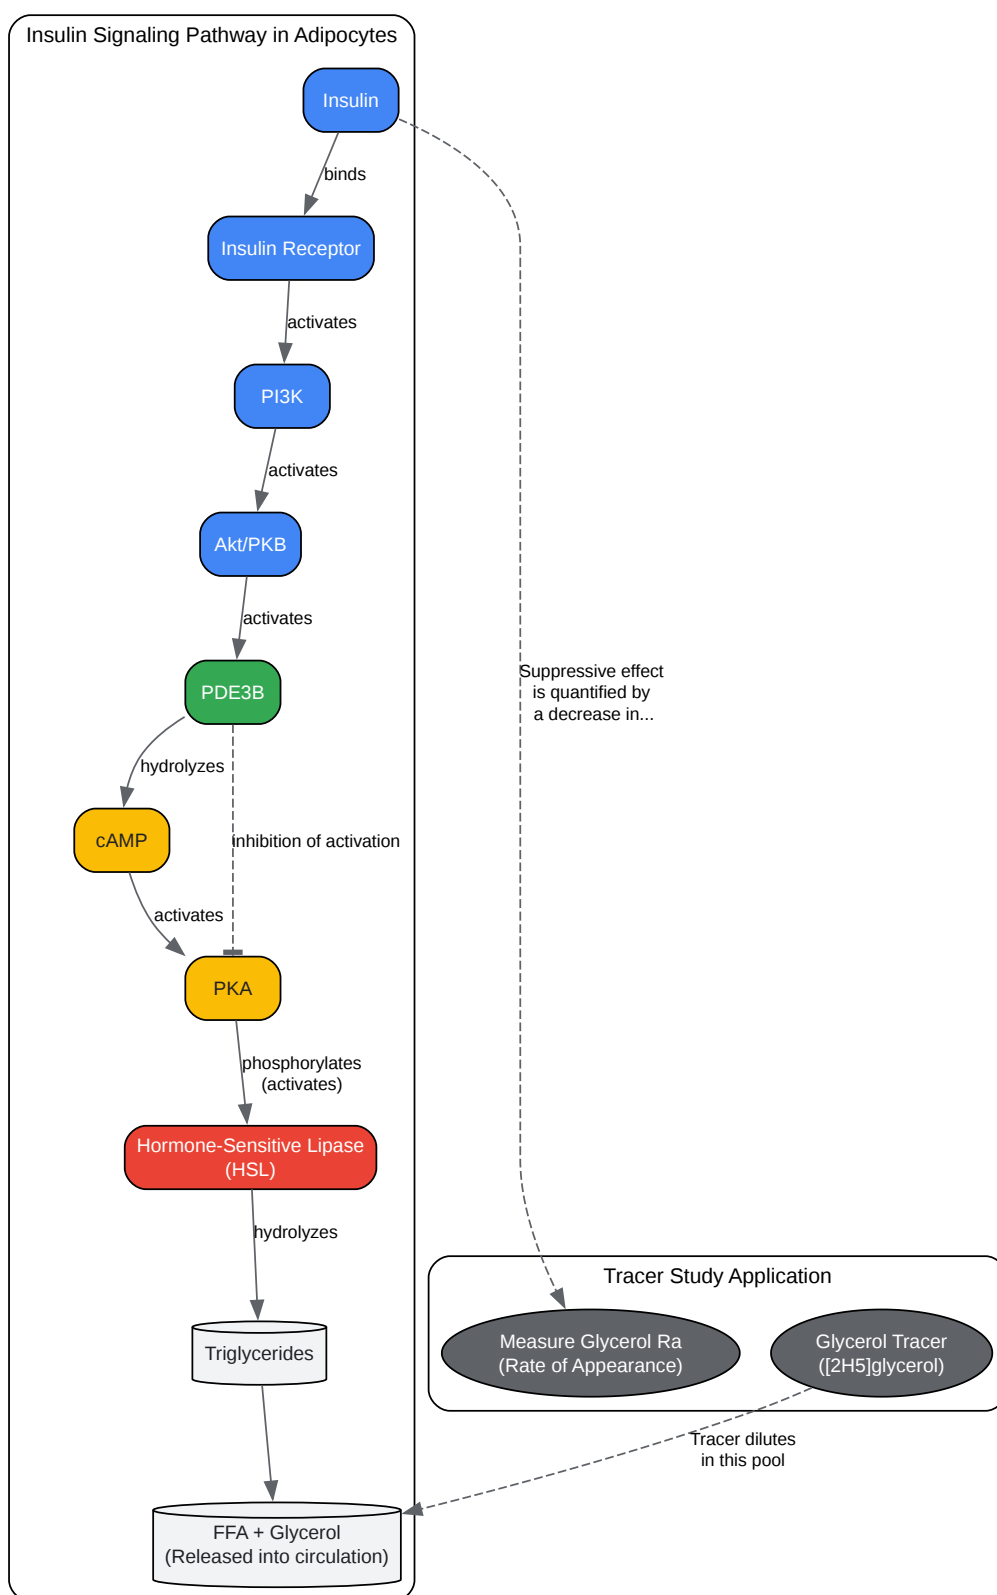 Insulin Signaling Pathway in Adipocytes
Insulin
binds
Insulin Receptor
activates
PI3K
activates
Akt/PKB
activates
PDE3B
Suppressive effect
is quantified by
a decrease in...
hydrolyzes
cAMP
inhibition of activation
activates
PKA
phosphorylates
(activates)
Hormone-Sensitive Lipase
(HSL)
hydrolyzes
Tracer Study Application
Triglycerides
Measure Glycerol Ra
(Rate of Appearance)
Glycerol Tracer
([2H5]glycerol)
Tracer dilutes
in this pool
FFA + Glycerol
(Released into circulation)